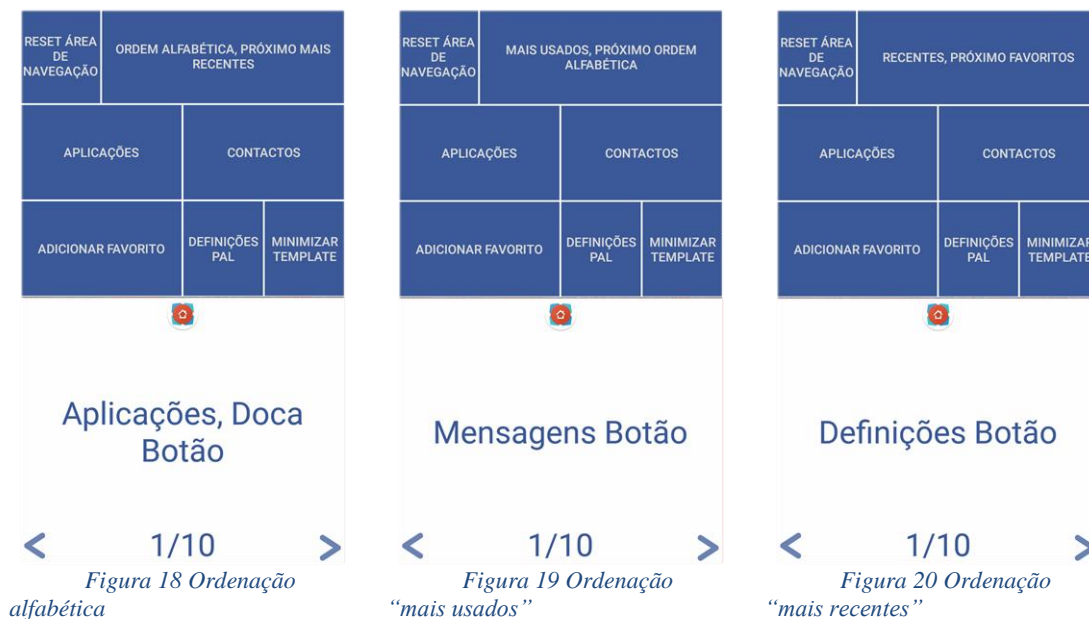 RESET ÁREA
DE
NAVEGAÇÃO
ORDEM ALFABÉTICA, PRÓXIMO MAIS
RECENTES
APLICAÇÕES
CONTACTOS
ADICIONAR FAVORITO
DEFINIÇÕES
PAL
MINIMIZAR
TEMPLATE
Aplicações, Doca
Botão
< 1/10 >
Figura 18 Ordenação
alfabética
RESET ÁREA
DE
NAVEGAÇÃO
MAIS USADOS, PRÓXIMO ORDEM
ALFABÉTICA
APLICAÇÕES
CONTACTOS
ADICIONAR FAVORITO
DEFINIÇÕES
PAL
MINIMIZAR
TEMPLATE
Mensagens Botão
< 1/10 >
Figura 19 Ordenação
“mais usados”
RESET ÁREA
DE
NAVEGAÇÃO
RECENTES, PRÓXIMO FAVORITOS
APLICAÇÕES
CONTACTOS
ADICIONAR FAVORITO
DEFINIÇÕES
PAL
MINIMIZAR
TEMPLATE
Definições Botão
< 1/10 >
Figura 20 Ordenação
“mais recentes”